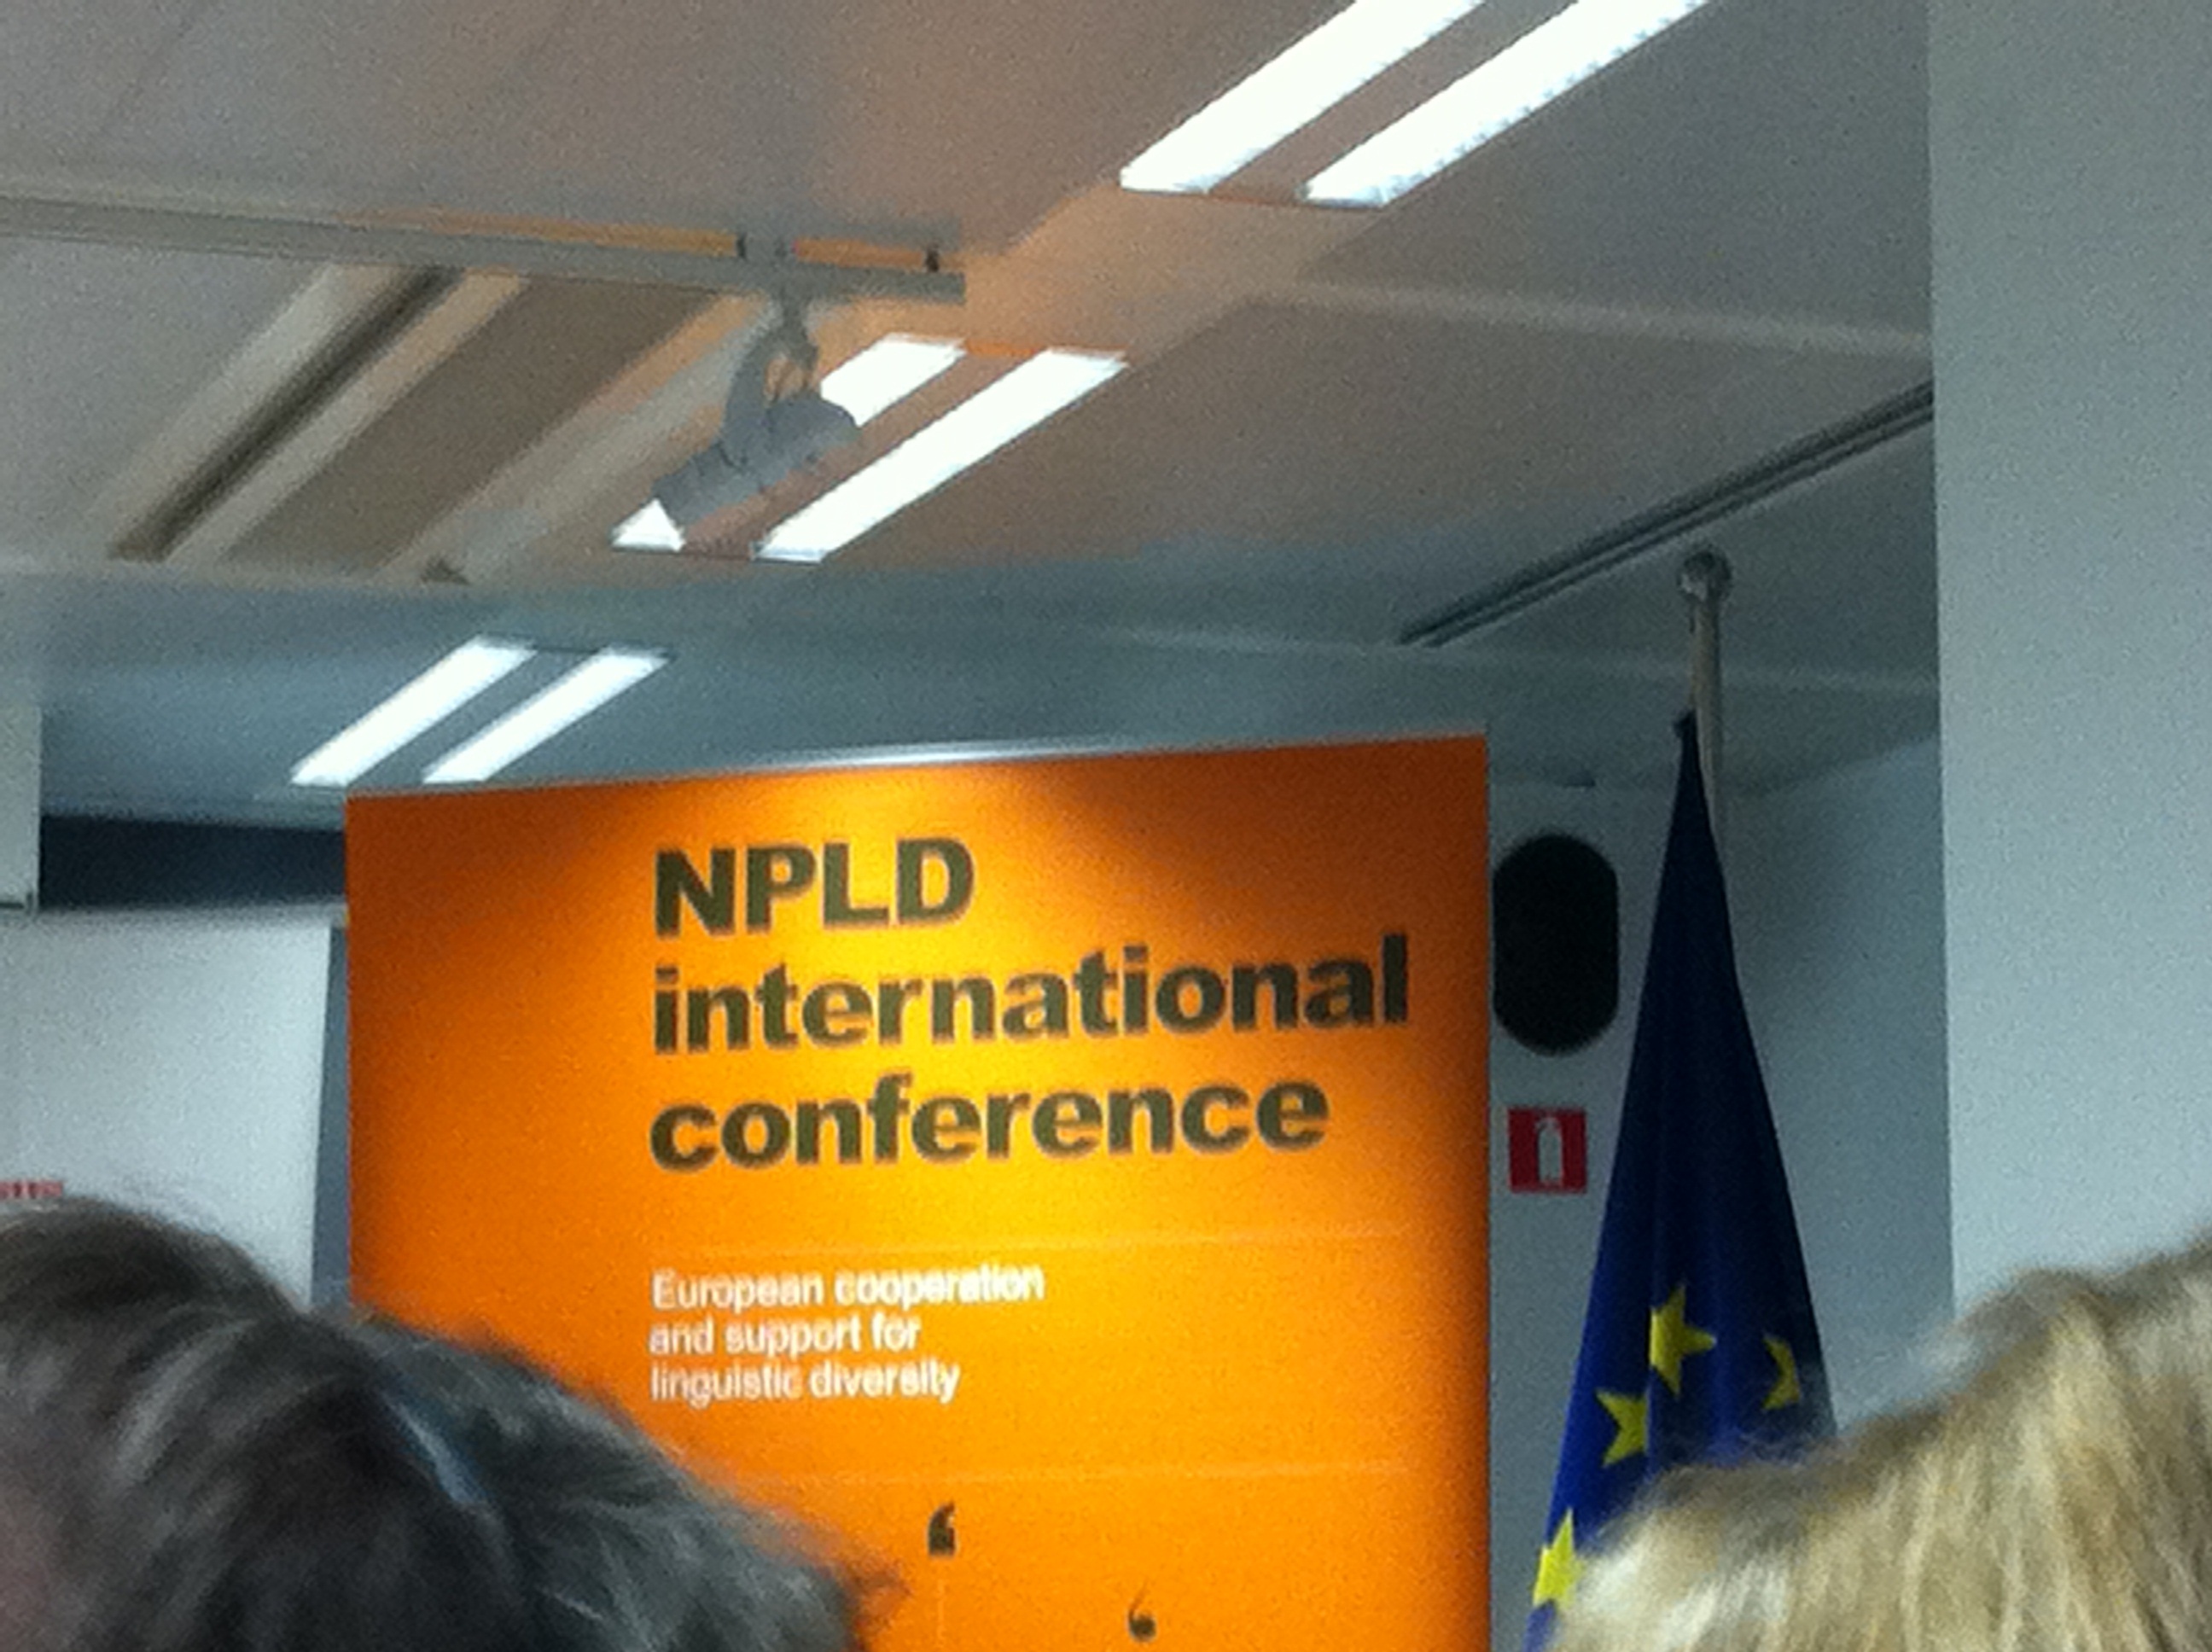 NPLD
international
conference
European cooperation
and support for
linguistic diversity